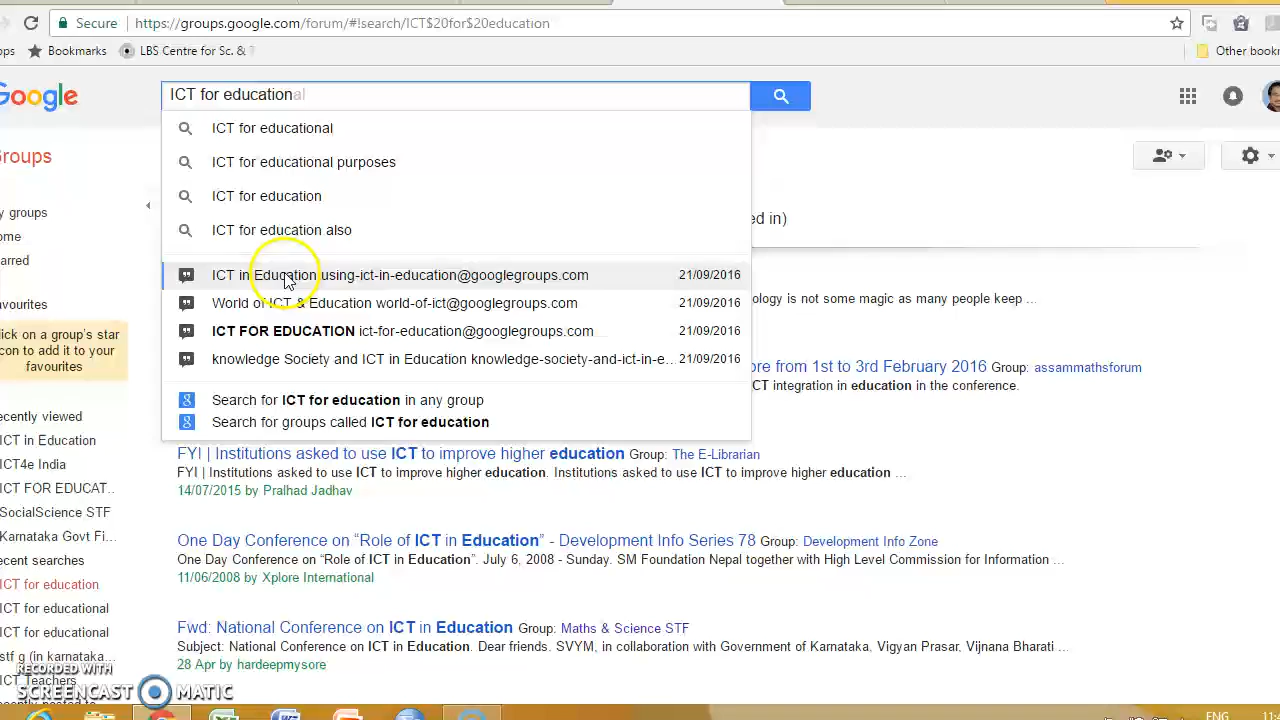 Secure https://groups.google.com/forum/#!search/ICT$20for$20education
pps Bookmarks LBS Centre for Sc. & T Other bookm
Google
ICT for educational
ICT for educational
ICT for educational purposes
ICT for education
ICT for education also
ICT in Education using-ict-in-education@googlegroups.com 21/09/2016
World of ICT & Education world-of-ict@googlegroups.com 21/09/2016
ICT FOR EDUCATION ict-for-education@googlegroups.com 21/09/2016
knowledge Society and ICT in Education knowledge-society-and-ict-in-e... 21/09/2016
Search for ICT for education in any group
Search for groups called ICT for education
Groups
y groups
ome
arred
avourites
lick on a group's star
con to add it to your
favourites
ecently viewed
ICT in Education
ICT4e India
ICT FOR EDUCAT...
SocialScience STF
Karnataka Govt Fi...
ecent searches
ICT for education
ICT for educational
ICT for educational
stf g (in karnataka...
ICT Teachers
ed in)
ology is not some magic as many people keep ...
ore from 1st to 3rd February 2016 Group: assammathsforum
CT integration in education in the conference.
FYI | Institutions asked to use ICT to improve higher education Group: The E-Librarian
FYI | Institutions asked to use ICT to improve higher education. Institutions asked to use ICT to improve higher education ...
14/07/2015 by Pralhad Jadhav
One Day Conference on “Role of ICT in Education” - Development Info Series 78 Group: Development Info Zone
One Day Conference on “Role of ICT in Education”. July 6, 2008 - Sunday. SM Foundation Nepal together with High Level Commission for Information ...
11/06/2008 by Xplore International
Fwd: National Conference on ICT in Education Group: Maths & Science STF
Subject: National Conference on ICT in Education. Dear friends. SVYM, in collaboration with Government of Karnataka, Vigyan Prasar, Vijnana Bharati ...
28 Apr by hardeepmysore
RECORDED WITH
SCREENCAST MATIC
ENG